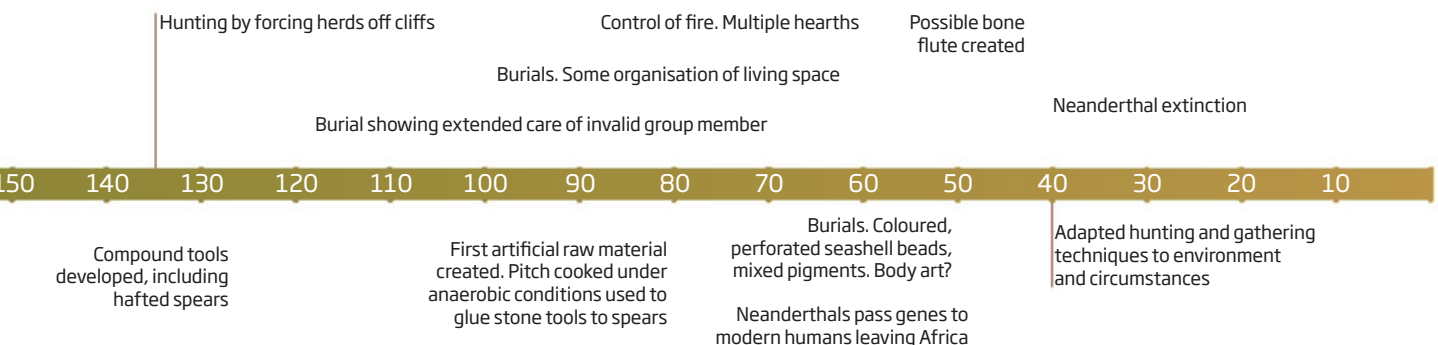 Hunting by forcing herds off cliffs
Control of fire. Multiple hearths
Possible bone
flute created
Burials. Some organisation of living space
Neanderthal extinction
Burial showing extended care of invalid group member
150 140 130 120 110 100 90 80 70 60 50 40 30 20 10
Compound tools
developed, including
hafted spears
First artificial raw material
created. Pitch cooked under
anaerobic conditions used to
glue stone tools to spears
Burials. Coloured,
perforated seashell beads,
mixed pigments. Body art?
Neanderthals pass genes to
modern humans leaving Africa
Adapted hunting and gathering
techniques to environment
and circumstances